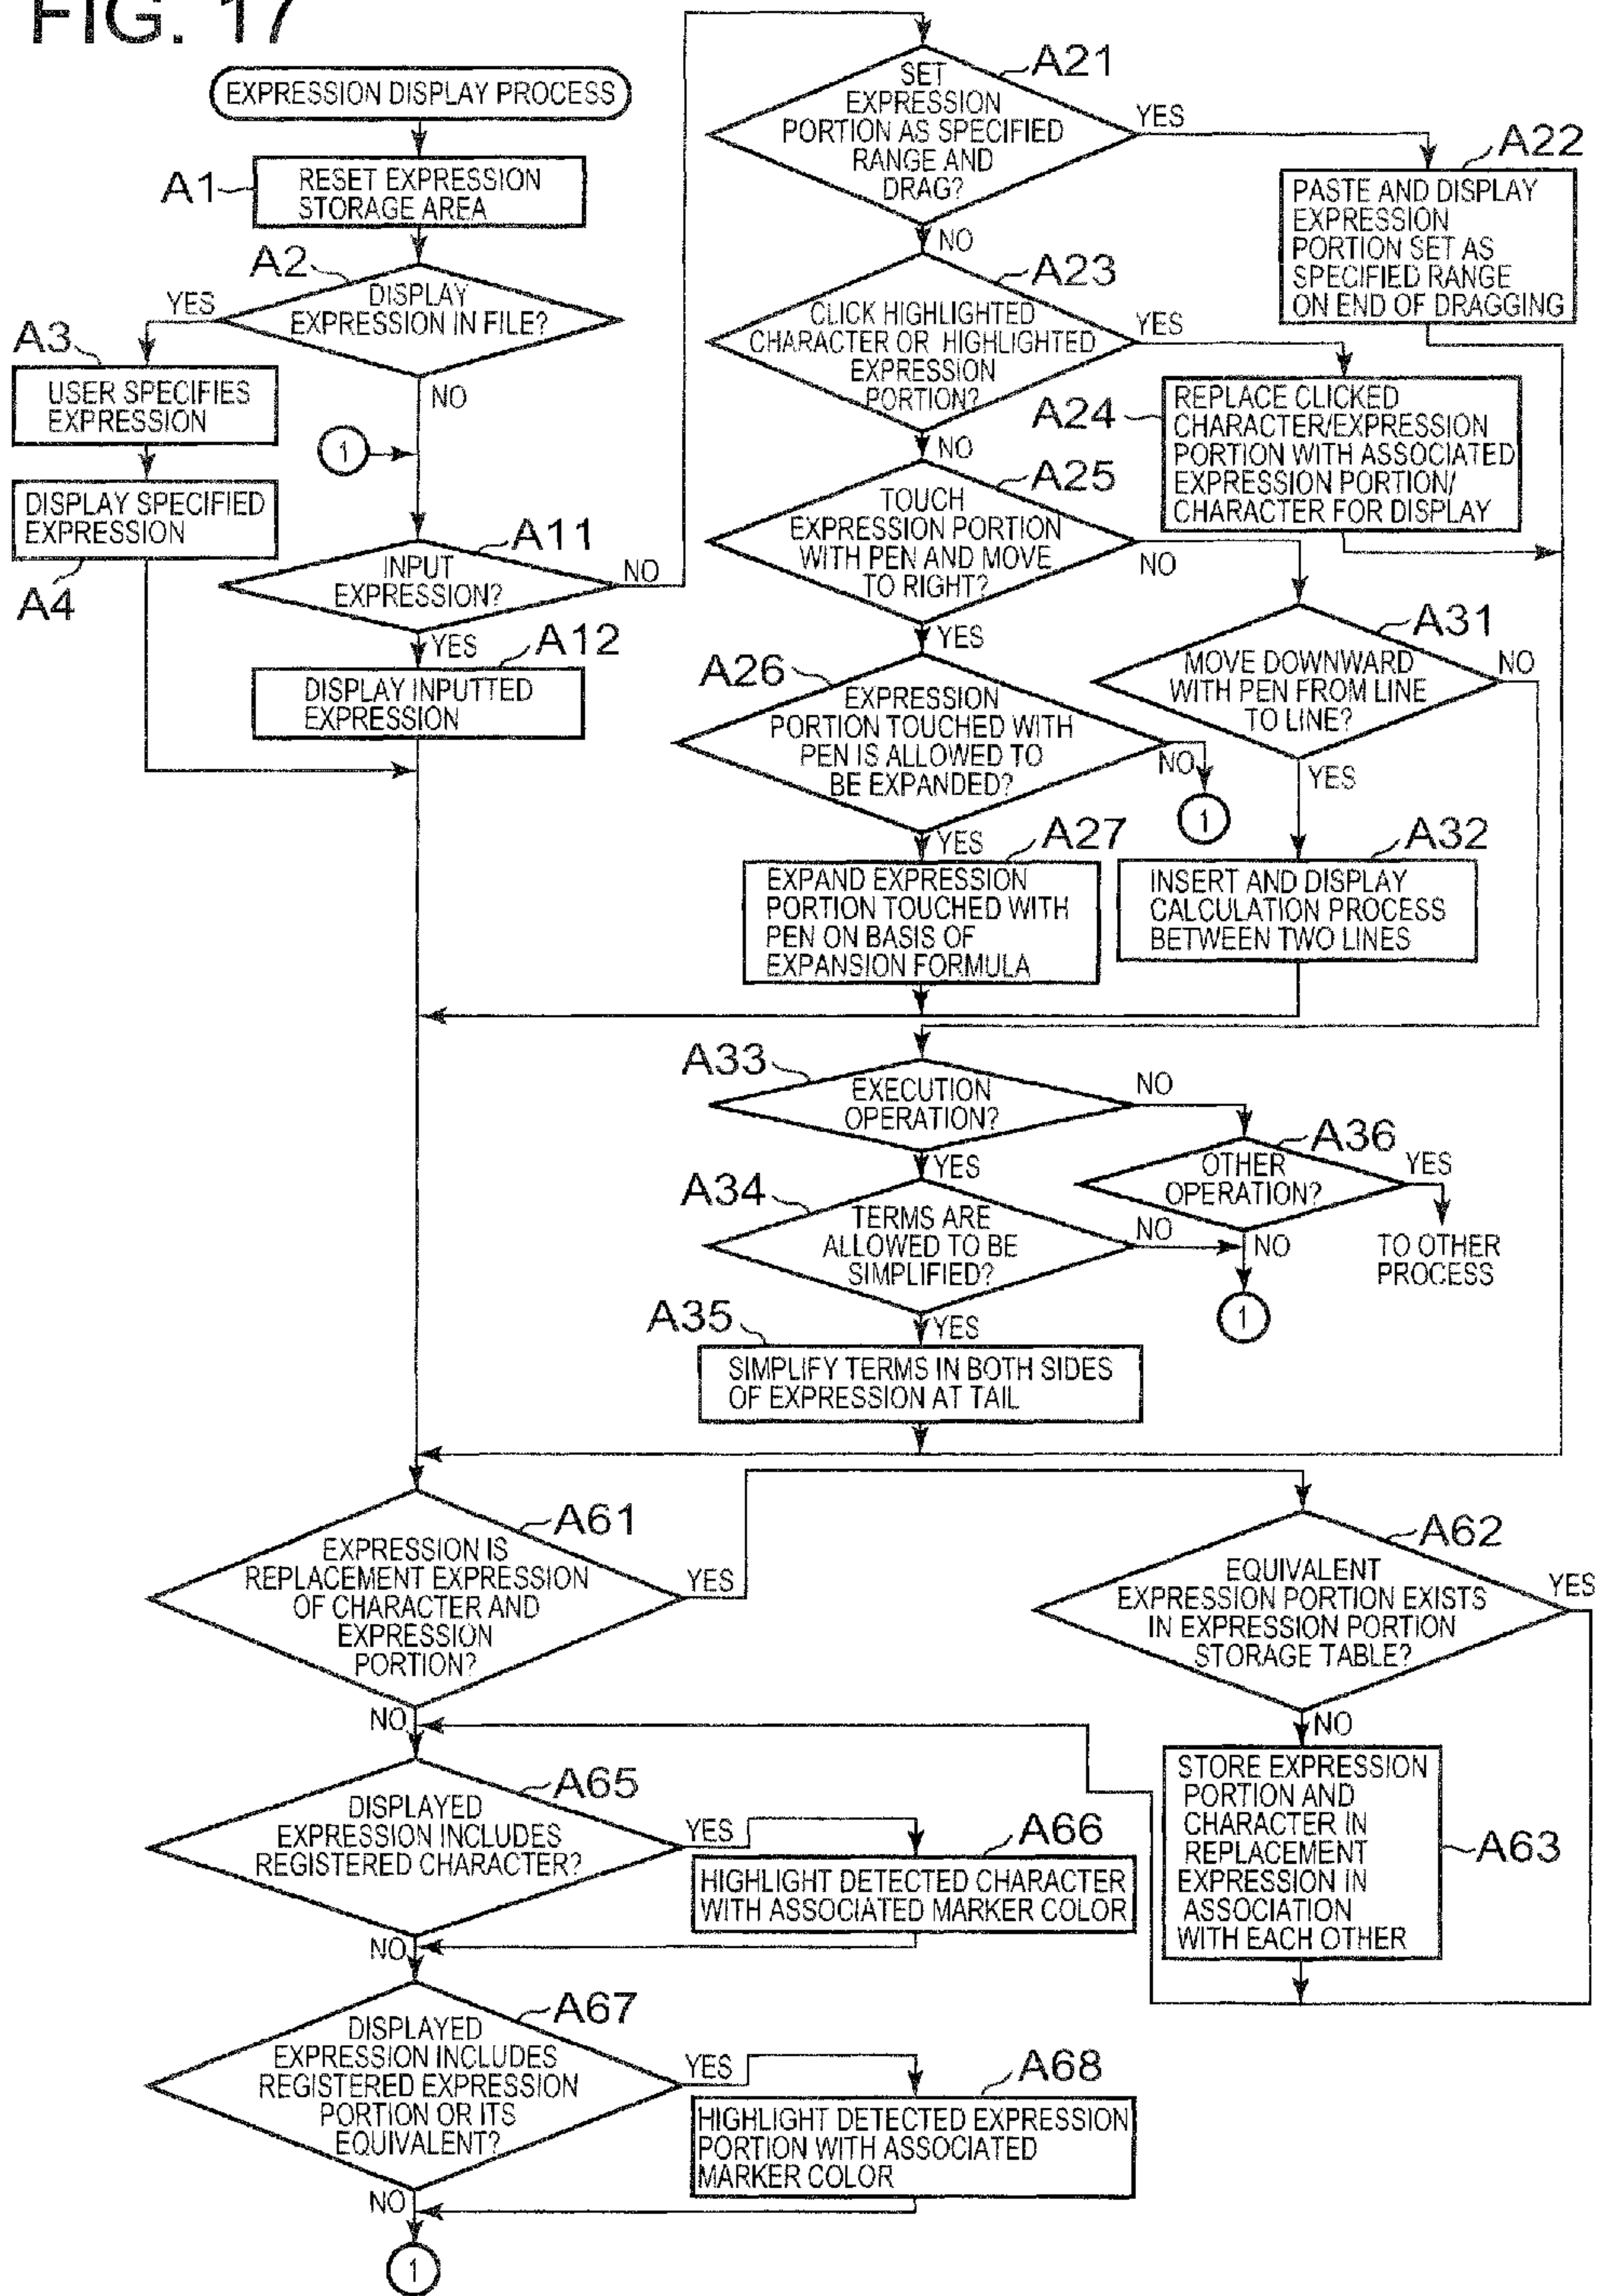 FIG. 17
EXPRESSION DISPLAY PROCESS
A1
RESET EXPRESSION
STORAGE AREA
A2
DISPLAY
EXPRESSION IN FILE?
YES
NO
A3
USER SPECIFIES
EXPRESSION
DISPLAY SPECIFIED
EXPRESSION
A4
1
A11
INPUT
EXPRESSION?
NO
YES
A12
DISPLAY INPUTTED
EXPRESSION
A21
SET
EXPRESSION
PORTION AS SPECIFIED
RANGE AND
DRAG?
YES
NO
A22
PASTE AND DISPLAY
EXPRESSION
PORTION SET AS
SPECIFIED RANGE
ON END OF DRAGGING
A23
CLICK HIGHLIGHTED
CHARACTER OR HIGHLIGHTED
EXPRESSION
PORTION?
YES
NO
A24
REPLACE CLICKED
CHARACTER/EXPRESSION
PORTION WITH ASSOCIATED
EXPRESSION PORTION/
CHARACTER FOR DISPLAY
A25
TOUCH
EXPRESSION PORTION
WITH PEN AND MOVE
TO RIGHT?
NO
YES
A26
EXPRESSION
PORTION TOUCHED WITH
PEN IS ALLOWED TO
BE EXPANDED?
NO
1
YES
A27
EXPAND EXPRESSION
PORTION TOUCHED WITH
PEN ON BASIS OF
EXPANSION FORMULA
A31
MOVE DOWNWARD
WITH PEN FROM LINE
TO LINE?
NO
YES
A32
INSERT AND DISPLAY
CALCULATION PROCESS
BETWEEN TWO LINES
A33
EXECUTION
OPERATION?
NO
YES
A36
OTHER
OPERATION?
YES
NO
TO OTHER
PROCESS
1
A34
TERMS ARE
ALLOWED TO BE
SIMPLIFIED?
NO
YES
A35
SIMPLIFY TERMS IN BOTH SIDES
OF EXPRESSION AT TAIL
A61
EXPRESSION IS
REPLACEMENT EXPRESSION
OF CHARACTER AND
EXPRESSION
PORTION?
YES
NO
A62
EQUIVALENT
EXPRESSION PORTION EXISTS
IN EXPRESSION PORTION
STORAGE TABLE?
YES
NO
A63
STORE EXPRESSION
PORTION AND
CHARACTER IN
REPLACEMENT
EXPRESSION IN
ASSOCIATION
WITH EACH OTHER
A65
DISPLAYED
EXPRESSION INCLUDES
REGISTERED CHARACTER?
YES
NO
A66
HIGHLIGHT DETECTED CHARACTER
WITH ASSOCIATED MARKER COLOR
A67
DISPLAYED
EXPRESSION INCLUDES
REGISTERED EXPRESSION
PORTION OR ITS
EQUIVALENT?
YES
NO
A68
HIGHLIGHT DETECTED EXPRESSION
PORTION WITH ASSOCIATED
MARKER COLOR
1